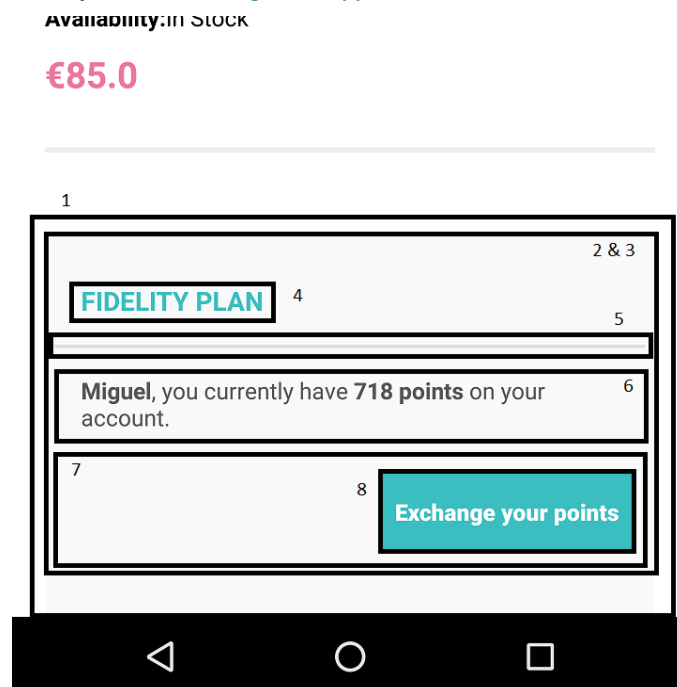 Availability:In Stock
€85.0
1
2 & 3
FIDELITY PLAN 4
5
Miguel, you currently have 718 points on your
account.
6
7
8
Exchange your points